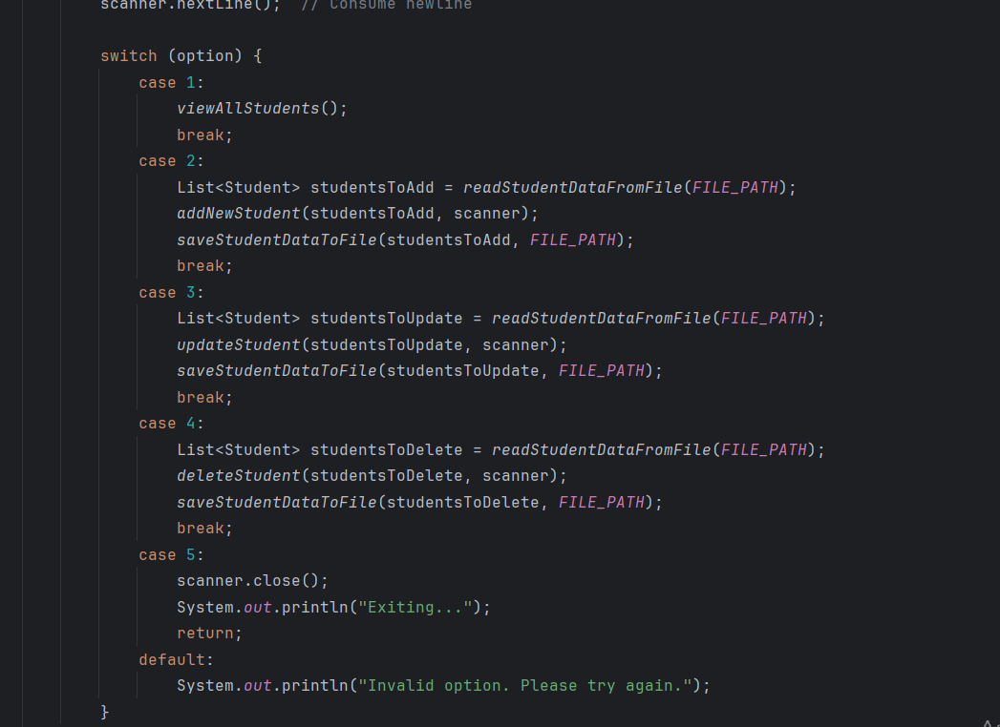 scanner.nextLine();  // Consume newline
switch (option) {
case 1:
viewAllStudents();
break;
case 2:
List<Student> studentsToAdd = readStudentDataFromFile(FILE_PATH);
addNewStudent(studentsToAdd, scanner);
saveStudentDataToFile(studentsToAdd, FILE_PATH);
break;
case 3:
List<Student> studentsToUpdate = readStudentDataFromFile(FILE_PATH);
updateStudent(studentsToUpdate, scanner);
saveStudentDataToFile(studentsToUpdate, FILE_PATH);
break;
case 4:
List<Student> studentsToDelete = readStudentDataFromFile(FILE_PATH);
deleteStudent(studentsToDelete, scanner);
saveStudentDataToFile(studentsToDelete, FILE_PATH);
break;
case 5:
scanner.close();
System.out.println("Exiting...");
return;
default:
System.out.println("Invalid option. Please try again.");
}